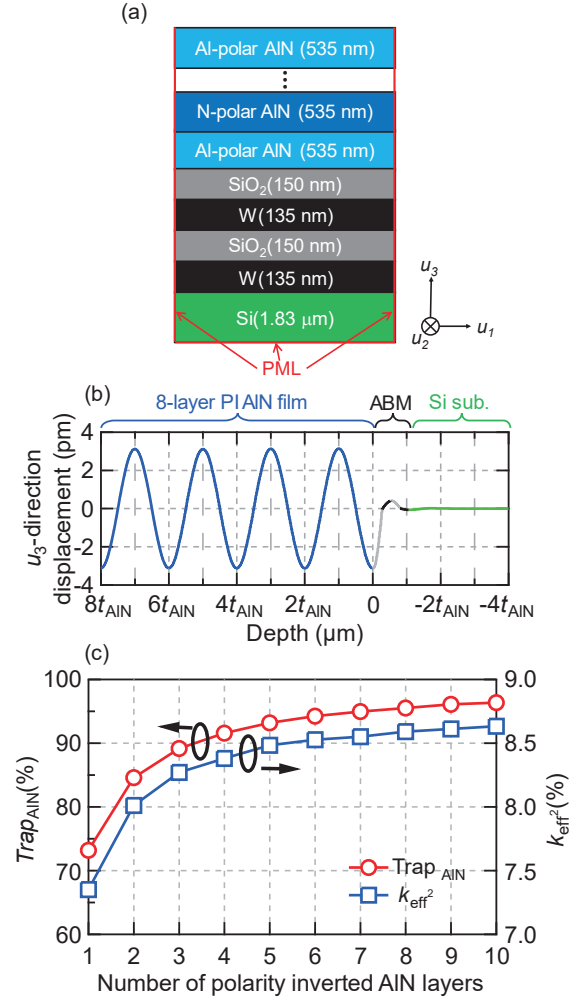 (a)
Al-polar AlN (535 nm)
⋮
N-polar AlN (535 nm)
Al-polar AlN (535 nm)
SiO2(150 nm)
W(135 nm)
SiO2(150 nm)
W(135 nm)
Si(1.83 μm)
PML
u3
u2
u1
(b)
8-layer PI AlN film
ABM
Si sub.
u3-direction
displacement (pm)
4
2
0
-2
-4
8tAlN
6tAlN
4tAlN
2tAlN
0
-2tAlN
-4tAlN
Depth (μm)
(c)
TrapAlN(%)
100
90
80
70
60
9.0
8.5
8.0
7.5
7.0
keff²(%)
Trap AlN
keff²
1 2 3 4 5 6 7 8 9 10
Number of polarity inverted AlN layers